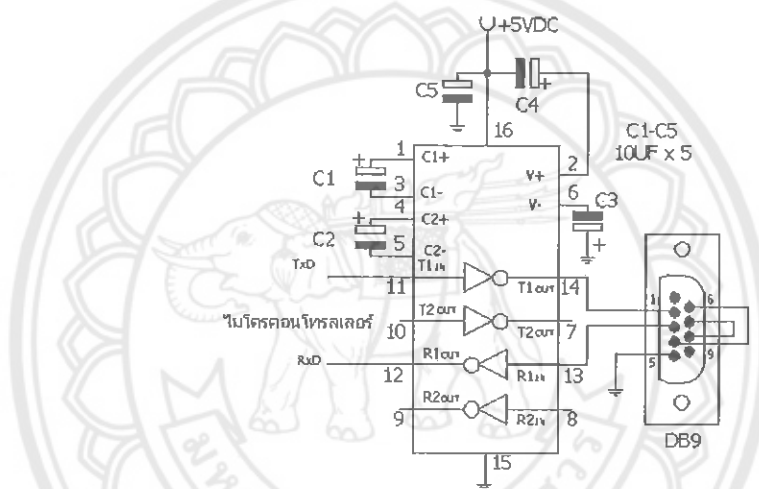 +5VDC
C5
C4
16
C1-C5
10UF x 5
1
C1+
C1
3
C1-
4
C2+
C2
5
C2-
V+
2
V-
6
C3
TxD
11
T1IN
T1OUT
14
ไมโครคอนโทรลเลอร์
10
T2OUT
T2OUT
7
RxD
12
R1OUT
R1IN
13
9
R2OUT
R2IN
8
15
1
6
5
9
DB9